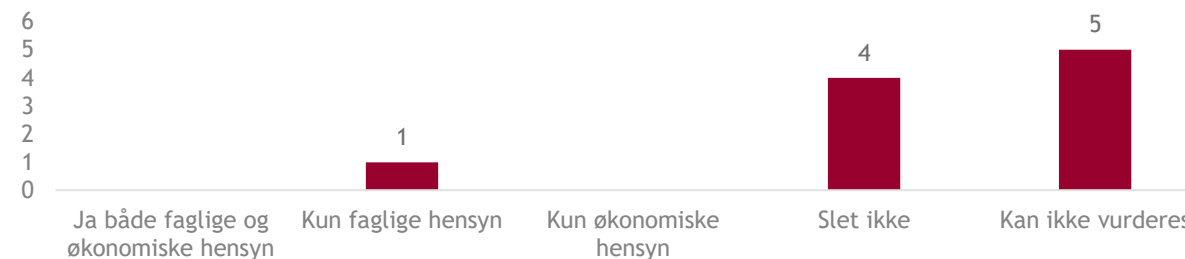 6
5
4
3
2
1
0
1
4
5
Ja både faglige og
økonomiske hensyn
Kun faglige hensyn
Kun økonomiske
hensyn
Slet ikke
Kan ikke vurderes